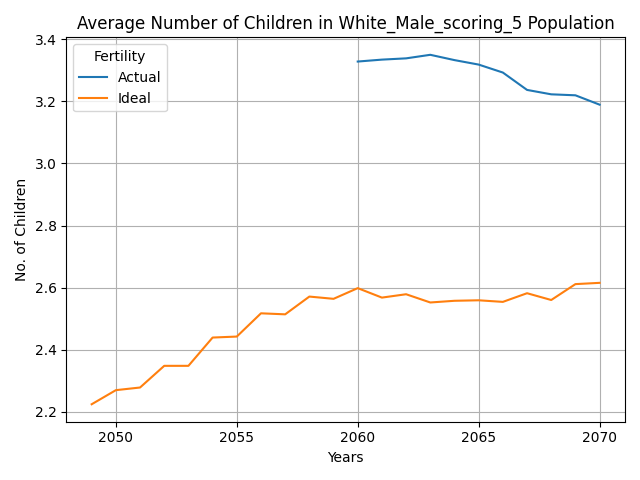 Average Number of Children in White_Male_scoring_5 Population
Fertility
Actual
Ideal
No. of Children
3.4
3.2
3.0
2.8
2.6
2.4
2.2
2050
2055
2060
2065
2070
Years